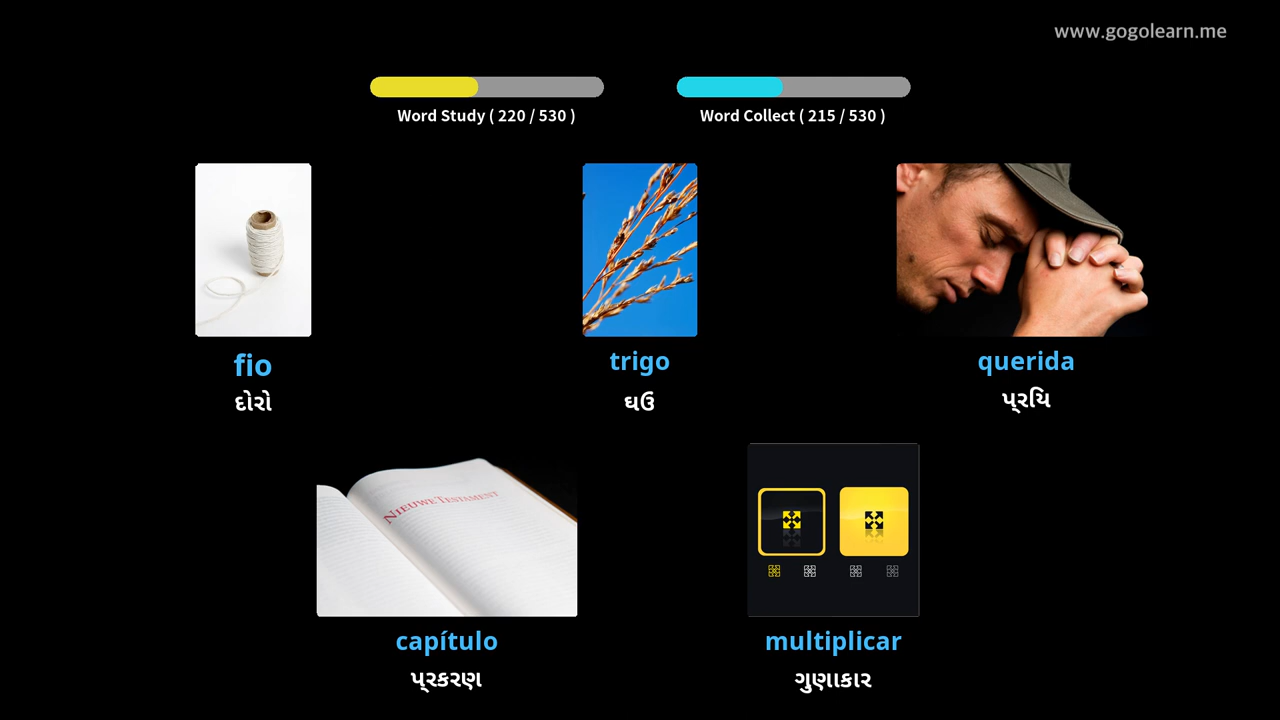 www.gogolearn.me
Word Study ( 220 / 530 )
Word Collect ( 215 / 530 )
fio
દોરો
trigo
ઘઉં
querida
પ્રિય
NIEUWE TESTAMENT
capítulo
પ્રકરણ
multiplicar
ગુણાકાર